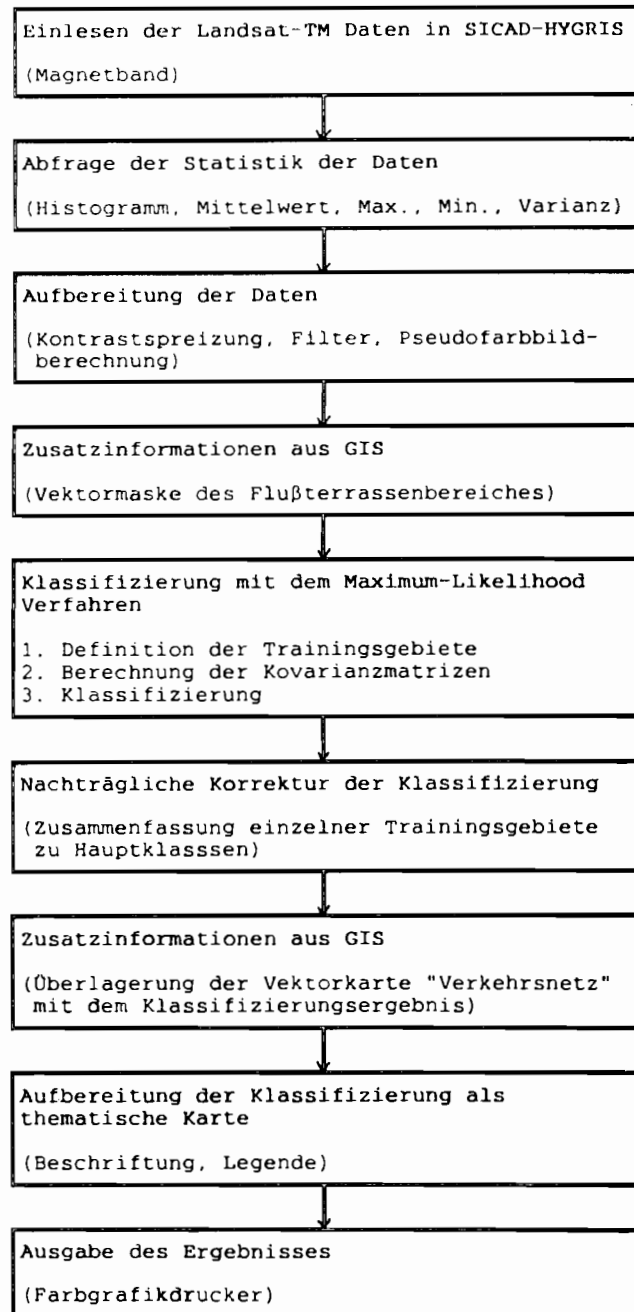 Einlesen der Landsat-TM Daten in SICAD-HYGRIS
(Magnetband)
Abfrage der Statistik der Daten
(Histogramm, Mittelwert, Max., Min., Varianz)
Aufbereitung der Daten
(Kontrastspreizung, Filter, Pseudofarbbild-
berechnung)
Zusatzinformationen aus GIS
(Vektormaske des Flußterrassenbereiches)
Klassifizierung mit dem Maximum-Likelihood
Verfahren
1. Definition der Trainingsgebiete
2. Berechnung der Kovarianzmatrizen
3. Klassifizierung
Nachträgliche Korrektur der Klassifizierung
(Zusammenfassung einzelner Trainingsgebiete
zu Hauptklasssen)
Zusatzinformationen aus GIS
(Überlagerung der Vektorkarte "Verkehrsnetz"
mit dem Klassifizierungsergebnis)
Aufbereitung der Klassifizierung als
thematische Karte
(Beschriftung, Legende)
Ausgabe des Ergebnisses
(Farbgrafikdrucker)